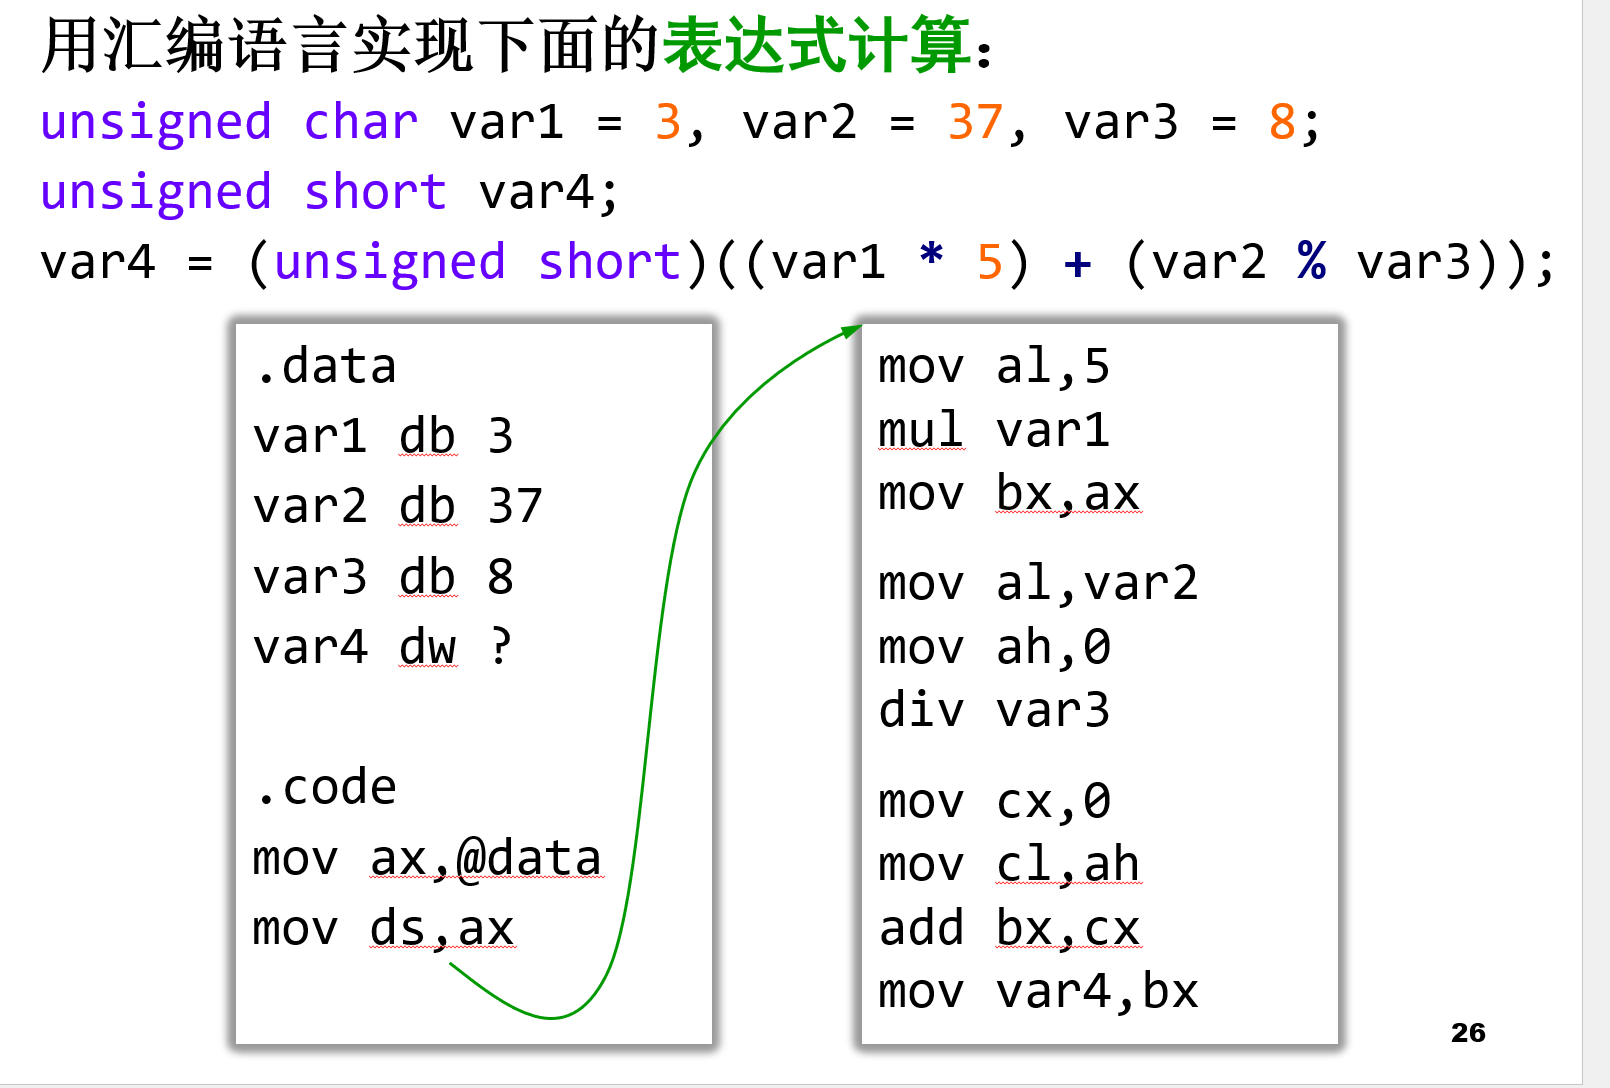 用汇编语言实现下面的表达式计算：
unsigned char var1 = 3, var2 = 37, var3 = 8;
unsigned short var4;
var4 = (unsigned short)((var1 * 5) + (var2 % var3));
.data
var1 db 3
var2 db 37
var3 db 8
var4 dw ?
.code
mov ax,@data
mov ds,ax
mov al,5
mul var1
mov bx,ax
mov al,var2
mov ah,0
div var3
mov cx,0
mov cl,ah
add bx,cx
mov var4,bx
26